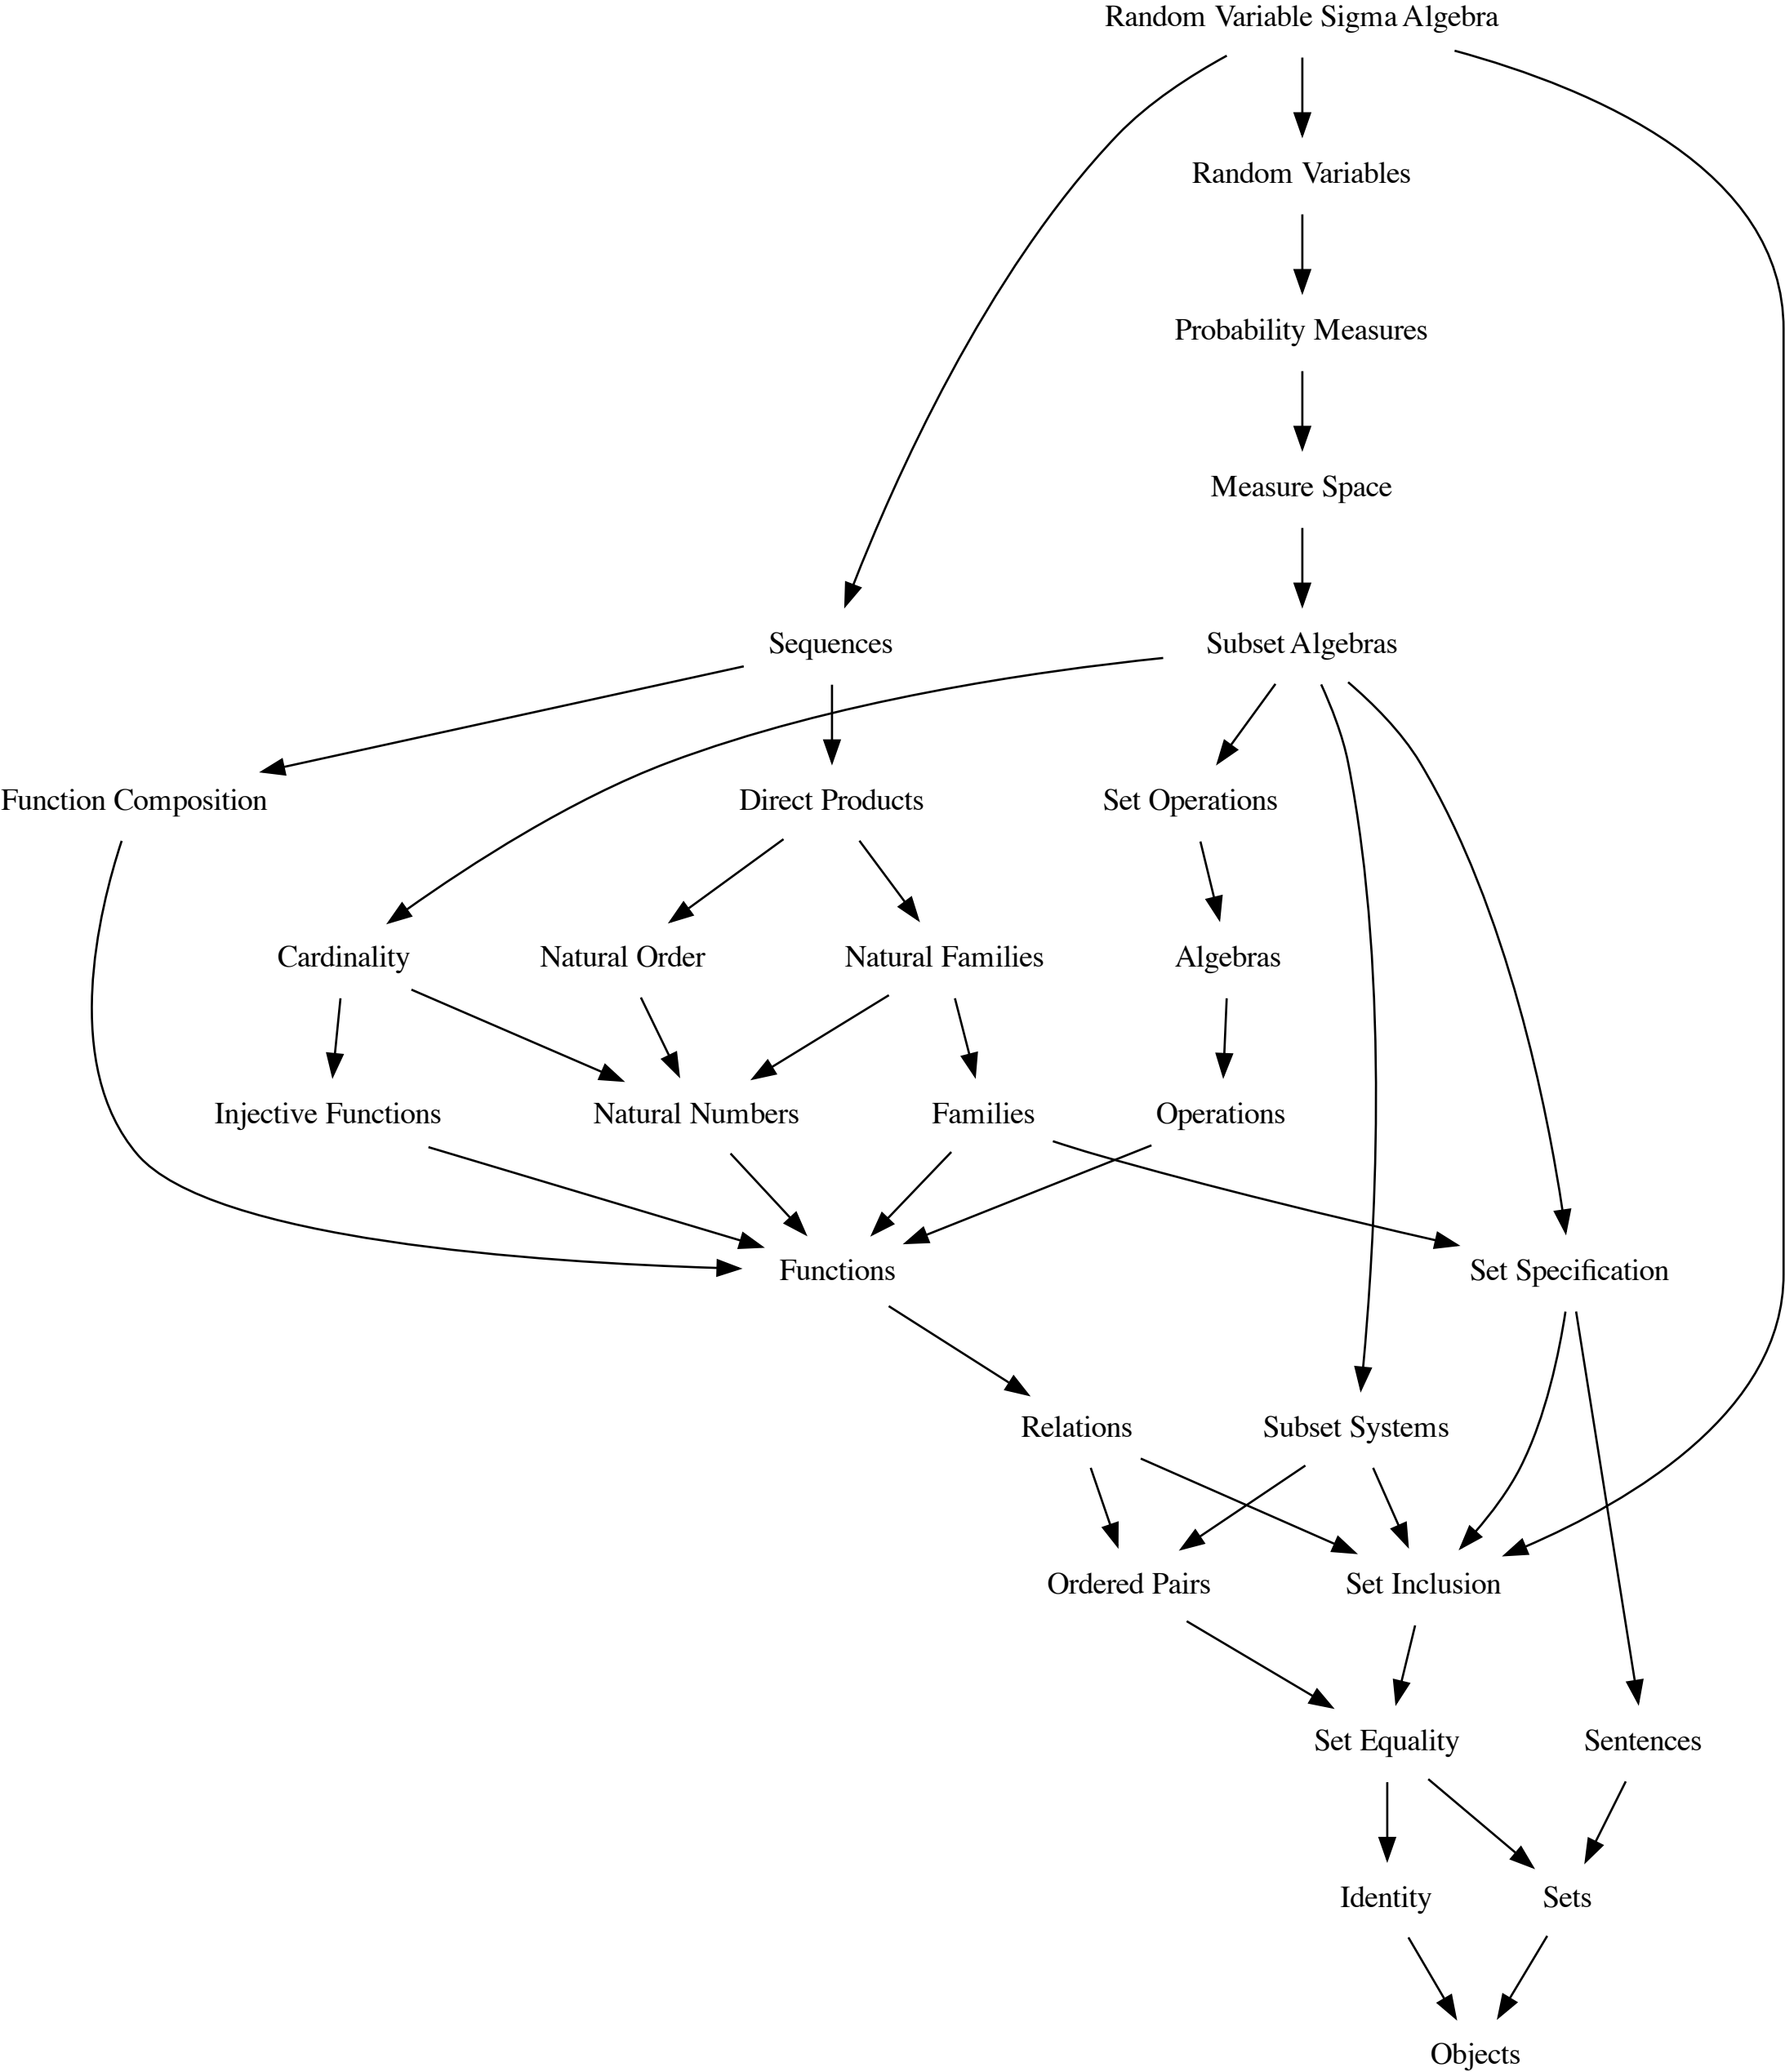 Random Variable Sigma Algebra
Random Variables
Probability Measures
Measure Space
Sequences
Subset Algebras
Function Composition
Direct Products
Set Operations
Cardinality
Natural Order
Natural Families
Algebras
Injective Functions
Natural Numbers
Families
Operations
Functions
Set Specification
Relations
Subset Systems
Ordered Pairs
Set Inclusion
Set Equality
Sentences
Identity
Sets
Objects